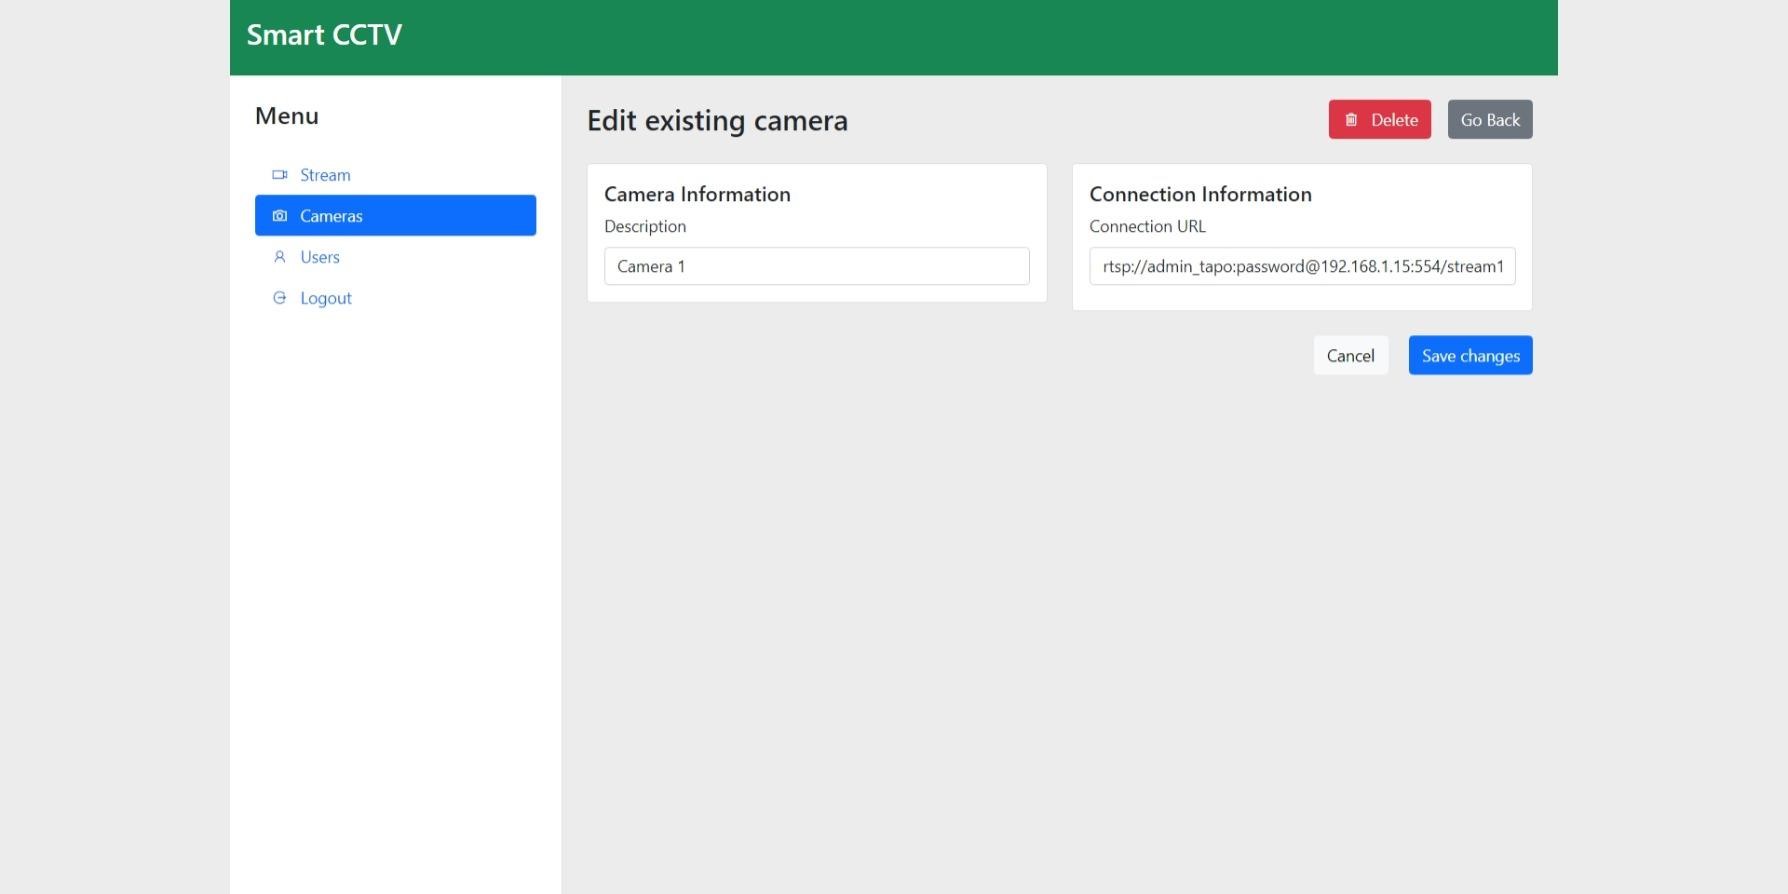 Smart CCTV
Menu
Stream
Cameras
Users
Logout
Edit existing camera
Delete
Go Back
Camera Information
Description
Camera 1
Connection Information
Connection URL
rtsp://admin_tapo:password@192.168.1.15:554/stream1
Cancel
Save changes